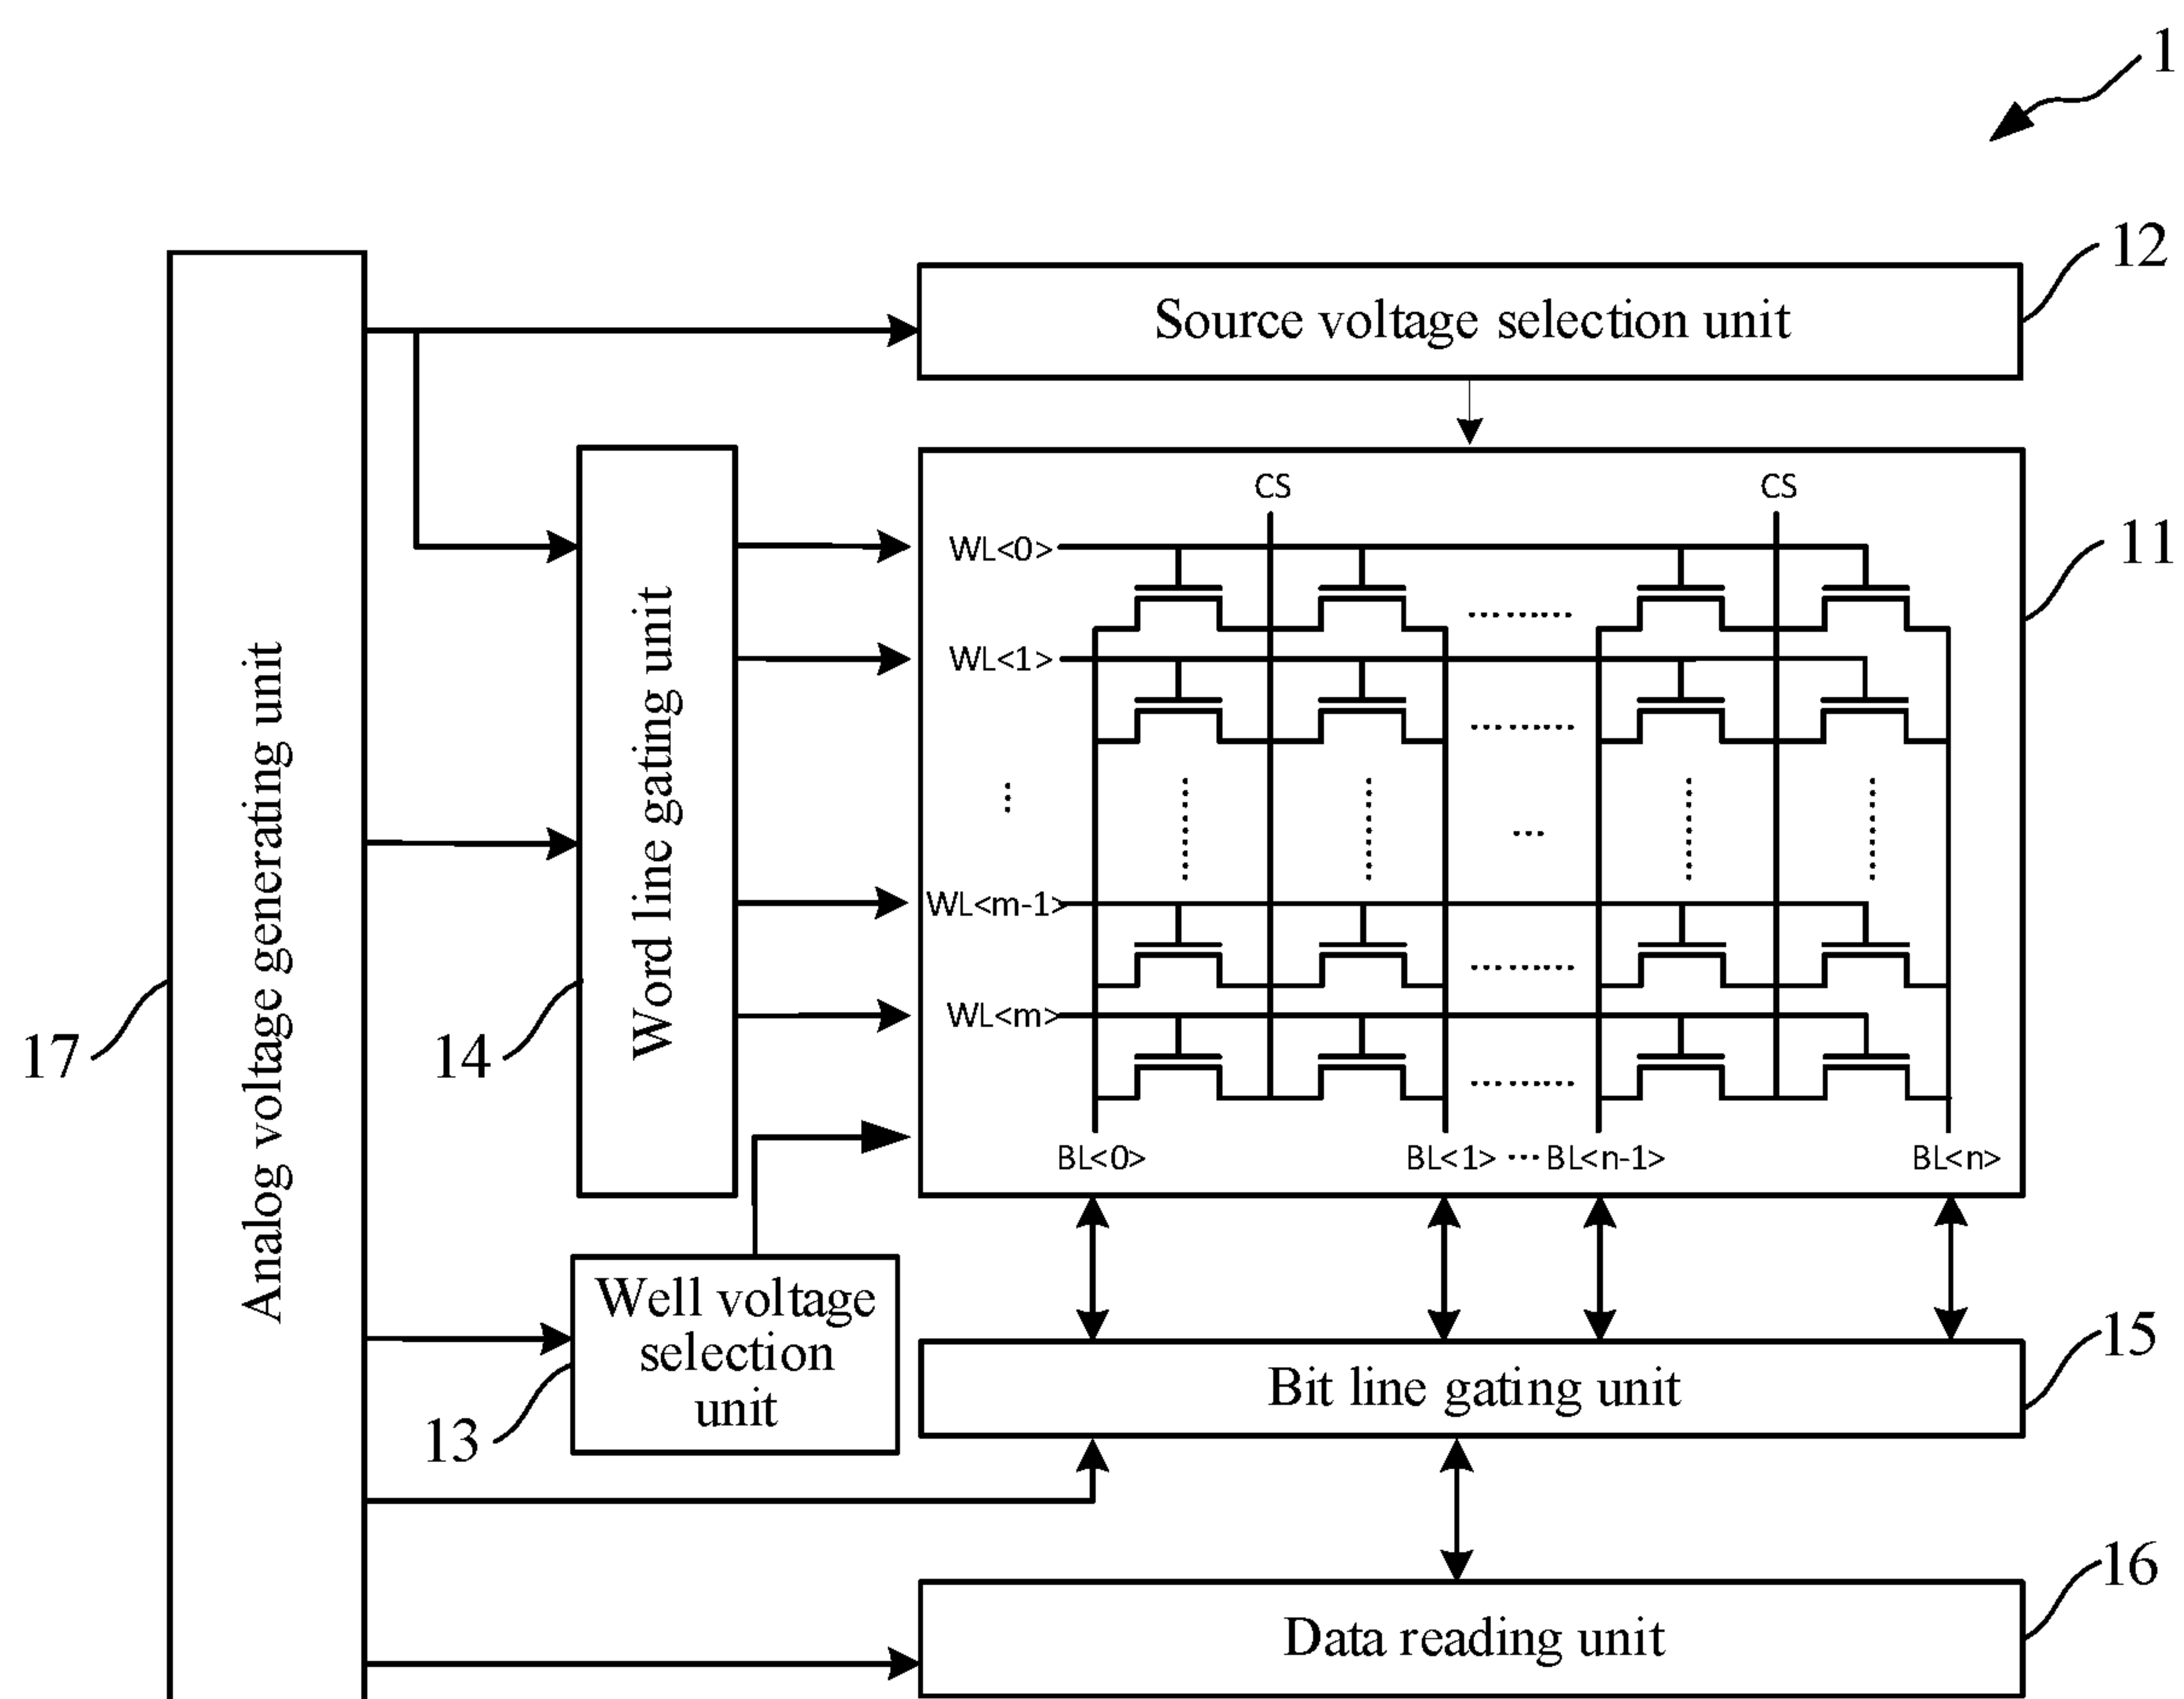 1
12
Source voltage selection unit
CS
CS
11
WL<0>
WL<1>
WL<m-1>
WL<m>
BL<0>
BL<1> ··· BL<n-1>
BL<n>
Analog voltage generating unit
17
Word line gating unit
14
Well voltage
selection
unit
13
Bit line gating unit
15
Data reading unit
16